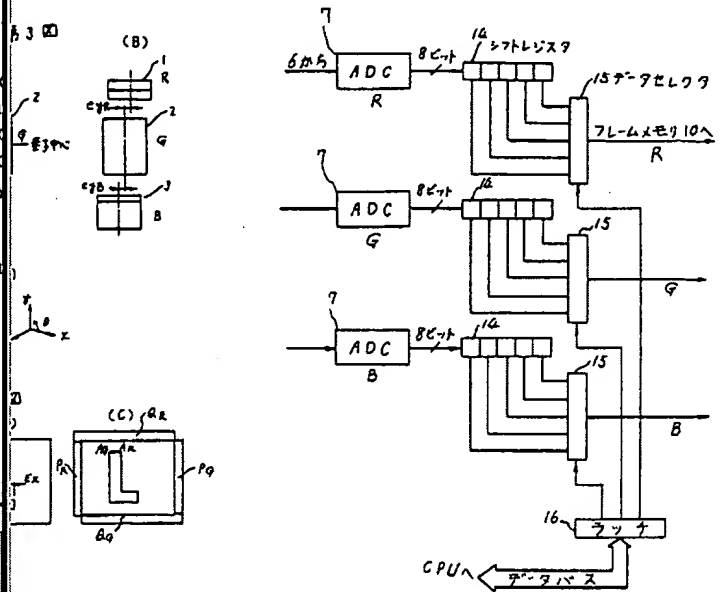 (B)
1
R
2
G
3
B
2
(C)
7
6から
ADC
R
8ビット
14
シフトレジスタ
15 データセレクタ
フレームメモリ10へ
R
7
ADC
G
8ビット
14
15
G
7
ADC
B
8ビット
14
15
B
16
ラッチ
CPUへ
データバス